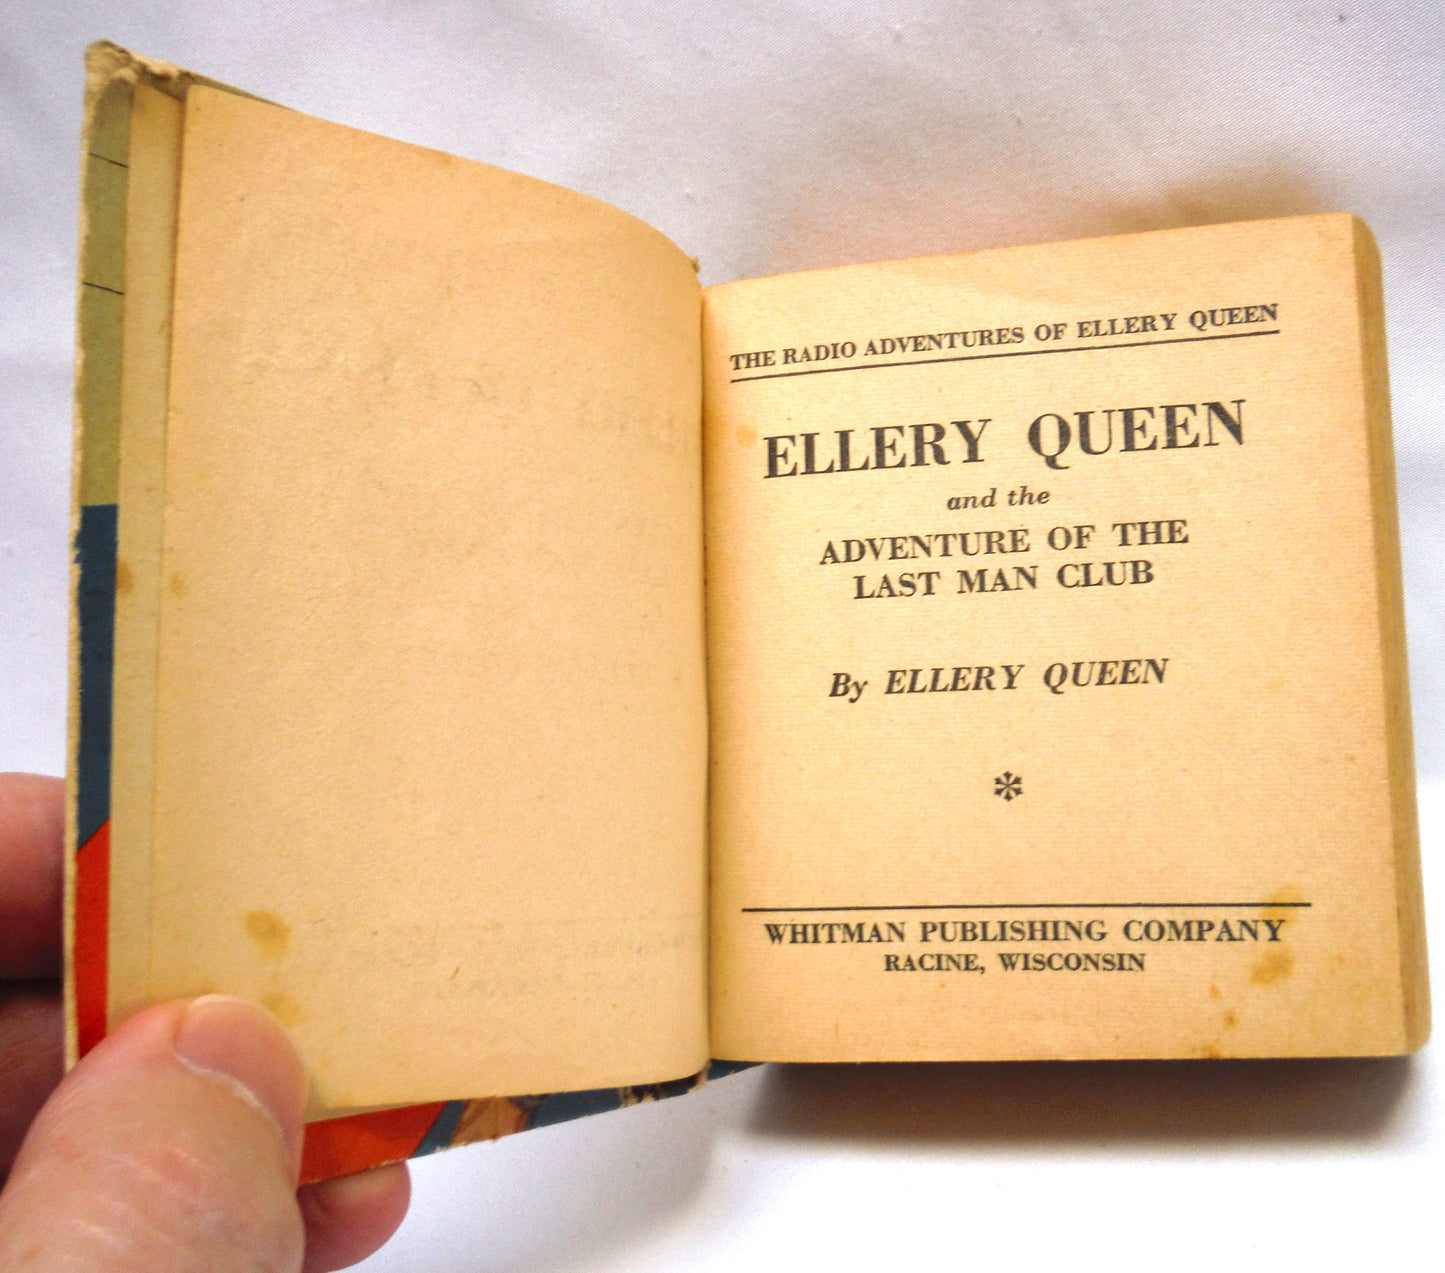 THE RADIO ADVENTURES OF ELLERY QUEEN
ELLERY QUEEN
and the
ADVENTURE OF THE
LAST MAN CLUB
By ELLERY QUEEN
WHITMAN PUBLISHING COMPANY
RACINE, WISCONSIN